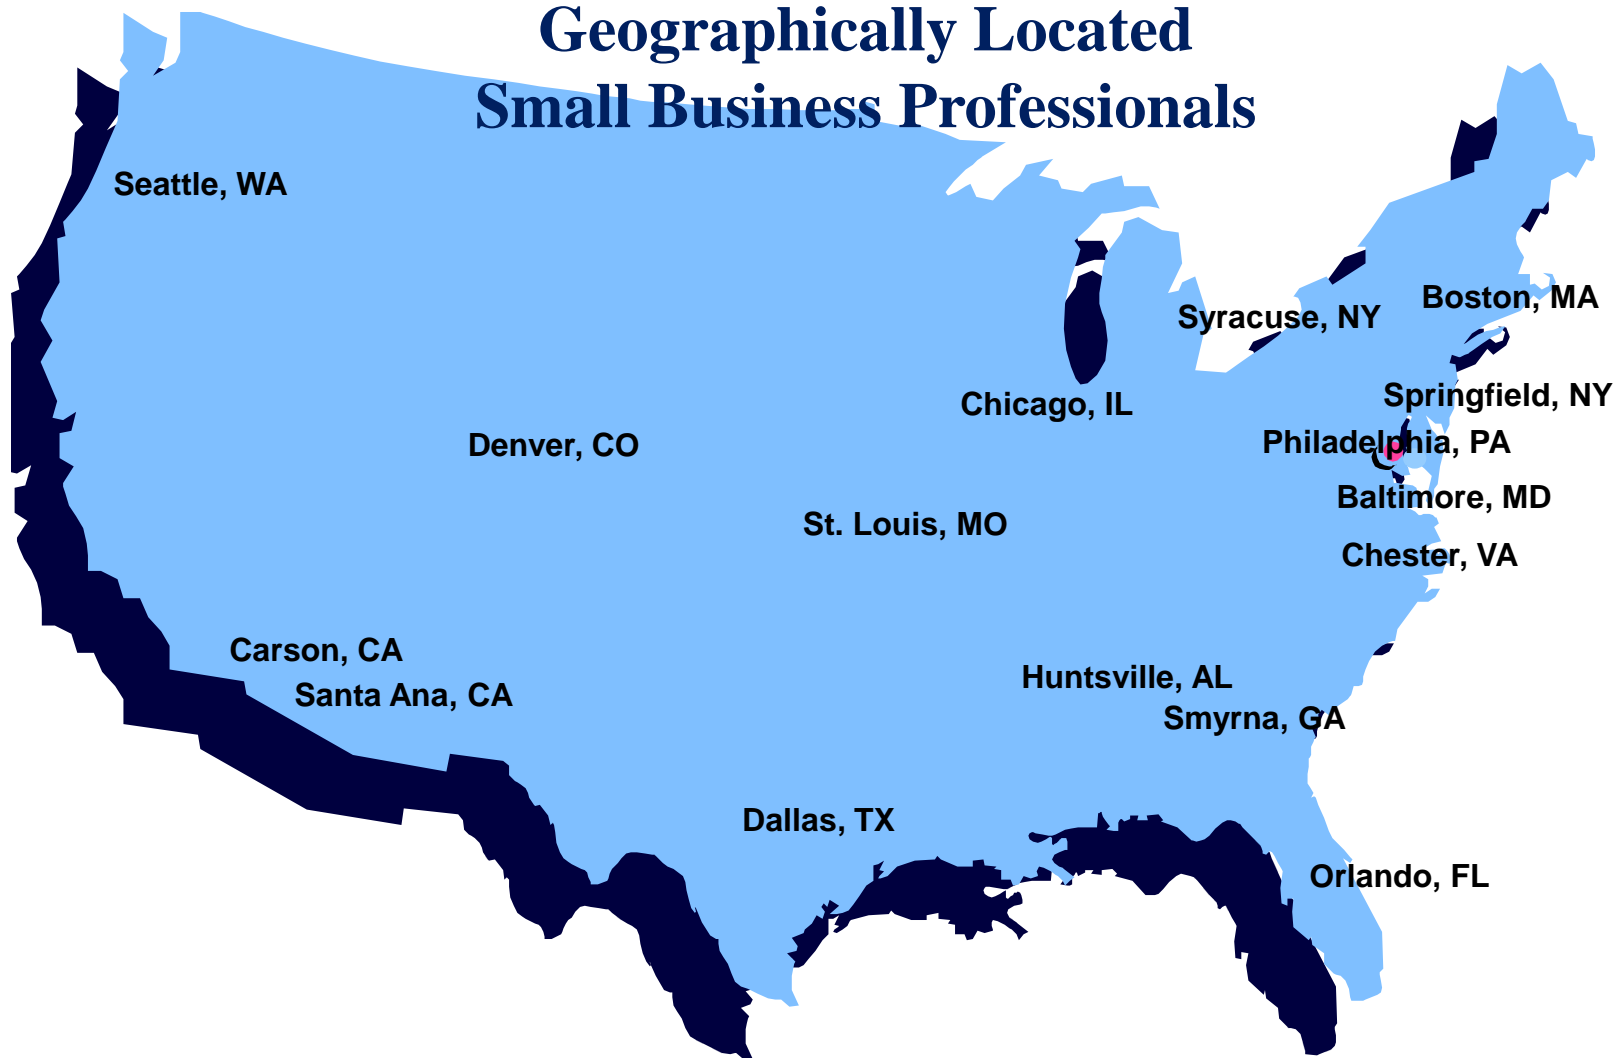 Geographically Located
Small Business Professionals
Seattle, WA
Boston, MA
Syracuse, NY
Springfield, NY
Chicago, IL
Denver, CO
Philadelphia, PA
Baltimore, MD
St. Louis, MO
Chester, VA
Carson, CA
Santa Ana, CA
Huntsville, AL
Smyrna, GA
Dallas, TX
Orlando, FL